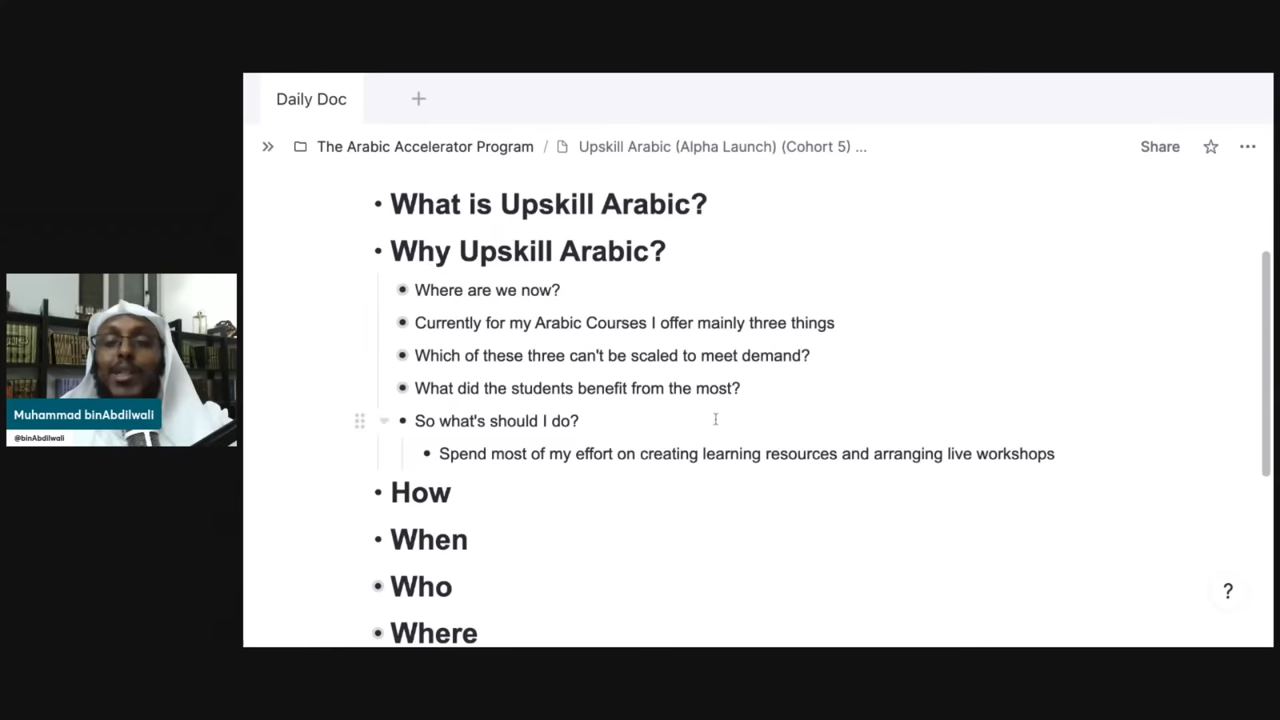 Daily Doc
The Arabic Accelerator Program / Upskill Arabic (Alpha Launch) (Cohort 5) ...
Share
What is Upskill Arabic?
Why Upskill Arabic?
Where are we now?
Currently for my Arabic Courses I offer mainly three things
Which of these three can't be scaled to meet demand?
What did the students benefit from the most?
So what's should I do?
Spend most of my effort on creating learning resources and arranging live workshops
How
When
Who
Where
?
Muhammad binAbdilwali
@binAbdilwali